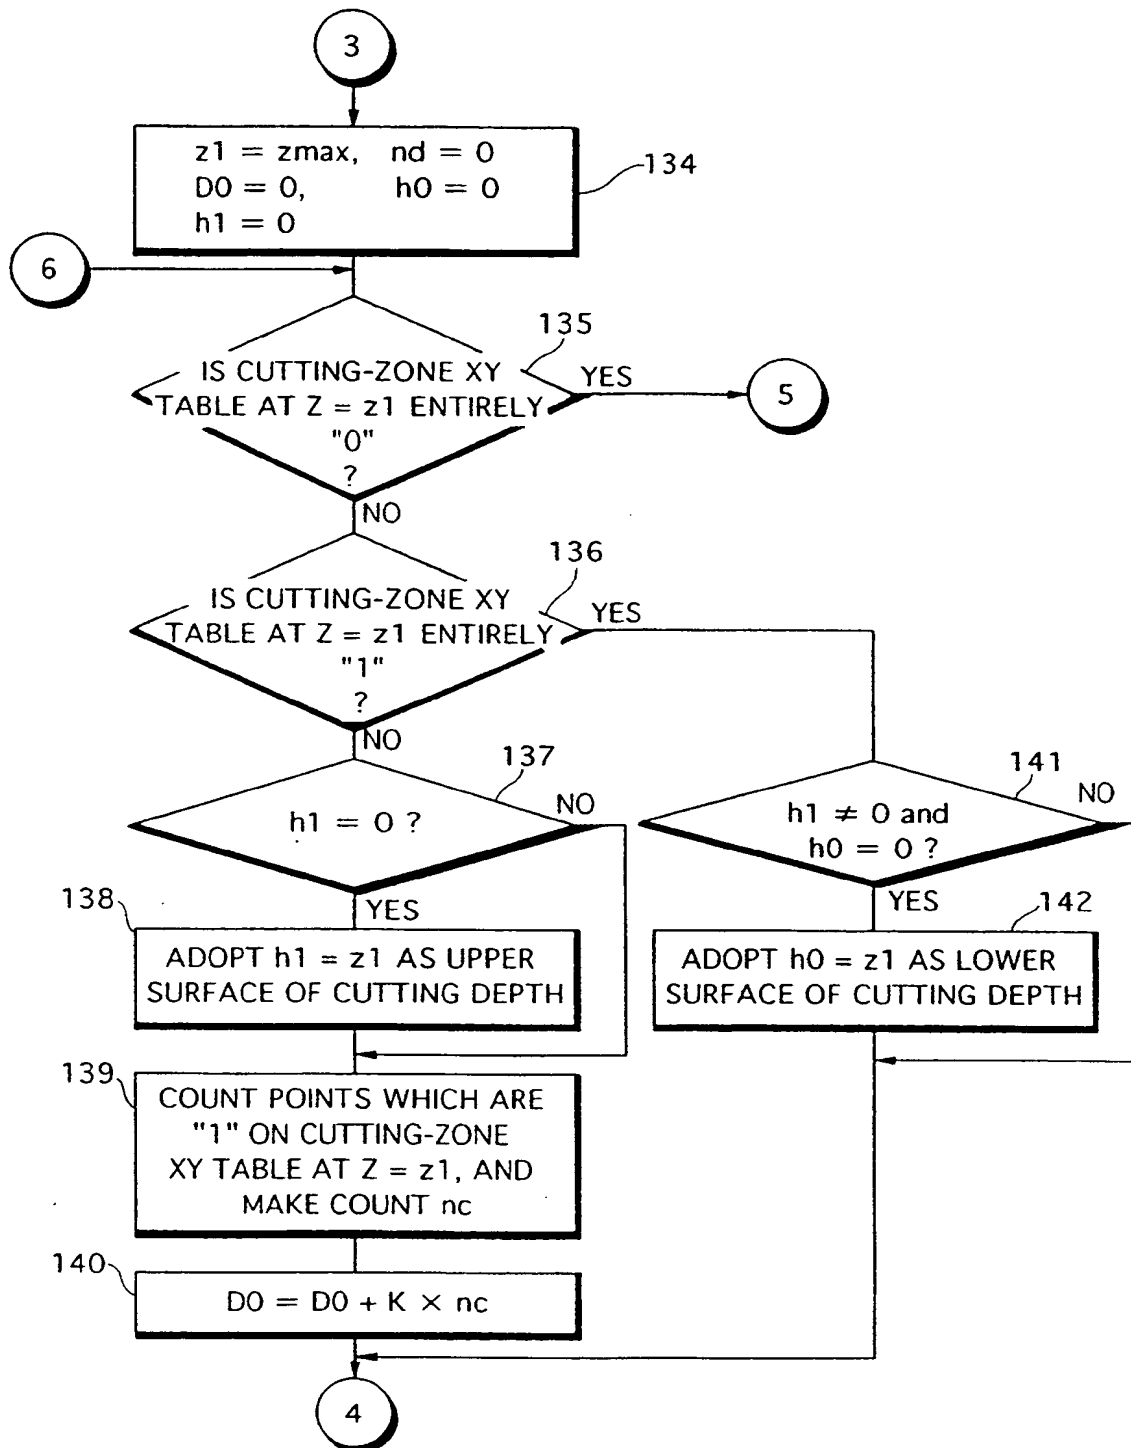 3
z1 = zmax, nd = 0
D0 = 0, h0 = 0
h1 = 0
134
6
135
IS CUTTING-ZONE XY
TABLE AT Z = z1 ENTIRELY
"0"
?
YES
5
NO
136
IS CUTTING-ZONE XY
TABLE AT Z = z1 ENTIRELY
"1"
?
YES
NO
137
h1 = 0 ?
NO
141
h1 ≠ 0 and
h0 = 0 ?
NO
YES
YES
138
ADOPT h1 = z1 AS UPPER
SURFACE OF CUTTING DEPTH
142
ADOPT h0 = z1 AS LOWER
SURFACE OF CUTTING DEPTH
139
COUNT POINTS WHICH ARE
"1" ON CUTTING-ZONE
XY TABLE AT Z = z1, AND
MAKE COUNT nc
140
D0 = D0 + K × nc
4